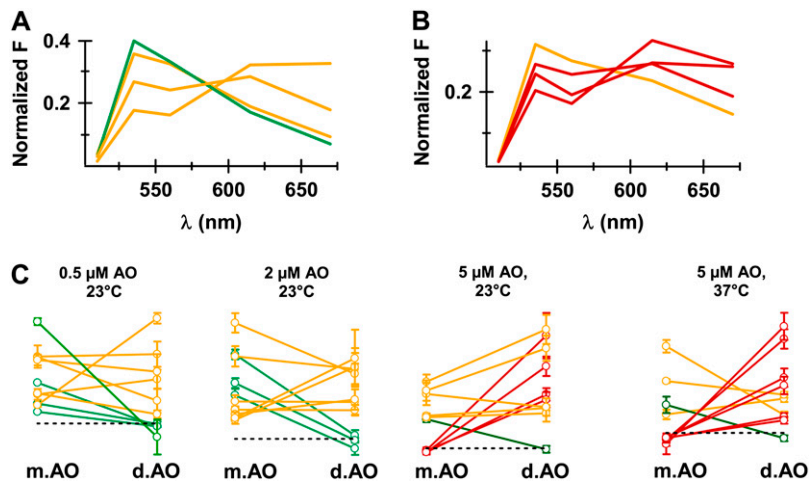 A
Normalized F
0.4
0.2
550
600
650
λ (nm)
B
Normalized F
0.2
550
600
650
λ (nm)
C
0.5 µM AO
23°C
2 µM AO
23°C
5 µM AO,
23°C
5 µM AO,
37°C
m.AO
d.AO
m.AO
d.AO
m.AO
d.AO
m.AO
d.AO